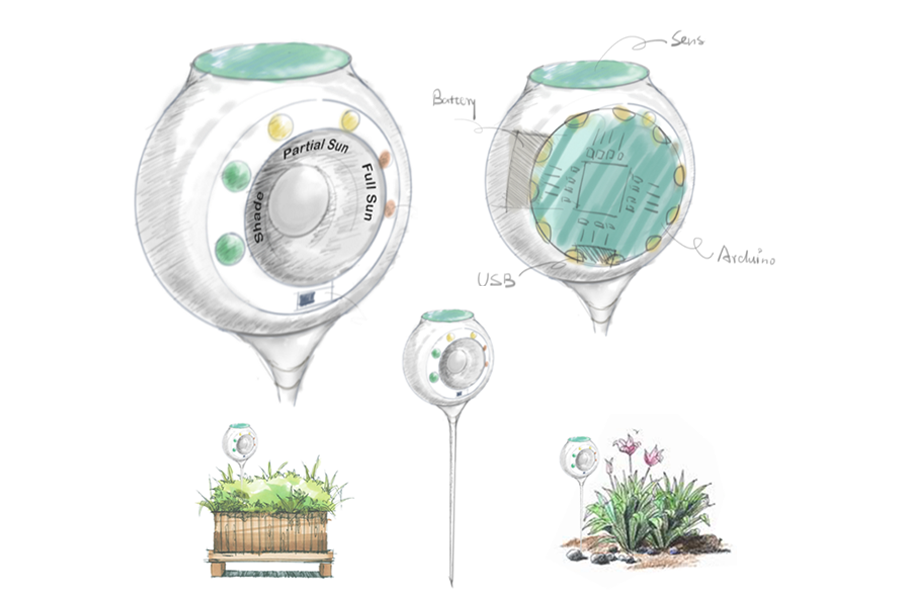 Sens
Battery
Partial Sun
Full Sun
Shade
Arduino
USB